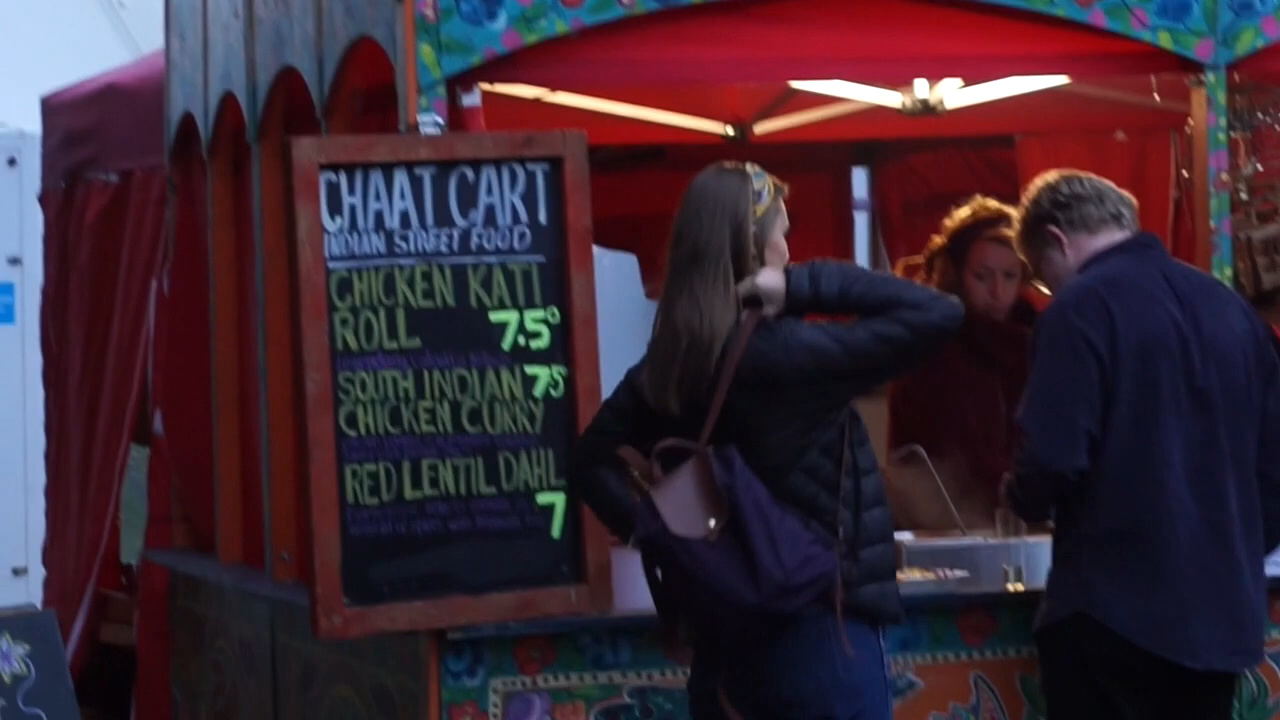 CHAAT CART
INDIAN STREET FOOD
CHICKEN KATI
ROLL 7.5⁰
SOUTH INDIAN 7.5
CHICKEN CURRY
RED LENTIL DAHL
7